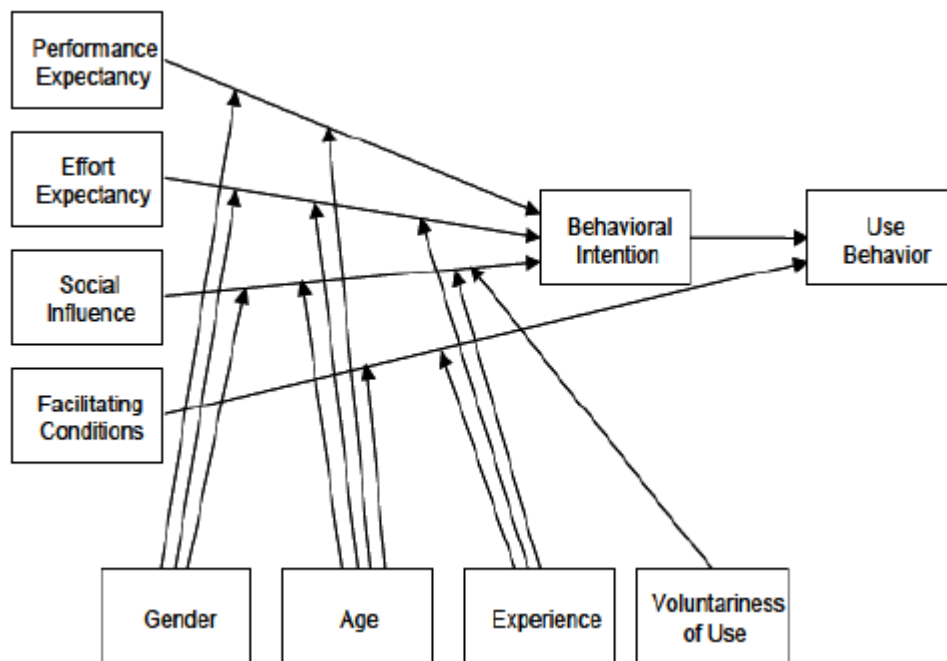 Performance
Expectancy
Effort
Expectancy
Social
Influence
Facilitating
Conditions
Behavioral
Intention
Use
Behavior
Gender
Age
Experience
Voluntariness
of Use